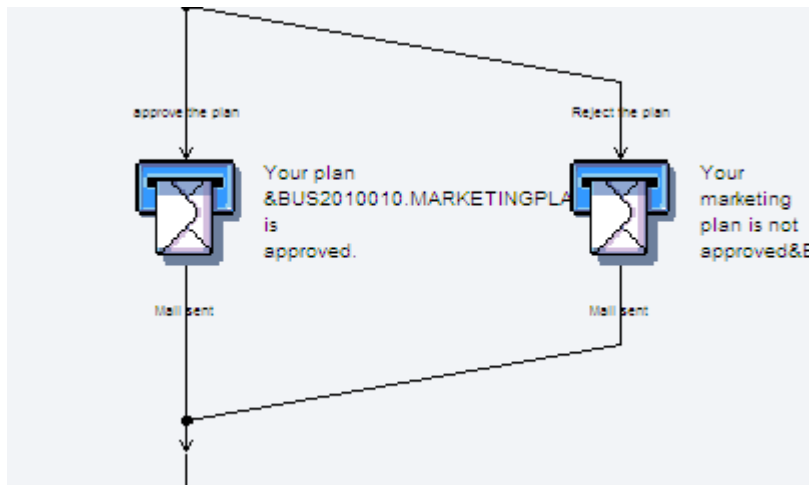 approve the plan
Reject the plan
Your plan
&BUS2010010.MARKETINGPLA
is
approved.
Your
marketing
plan is not
approved&B
Mail sent
Mail sent